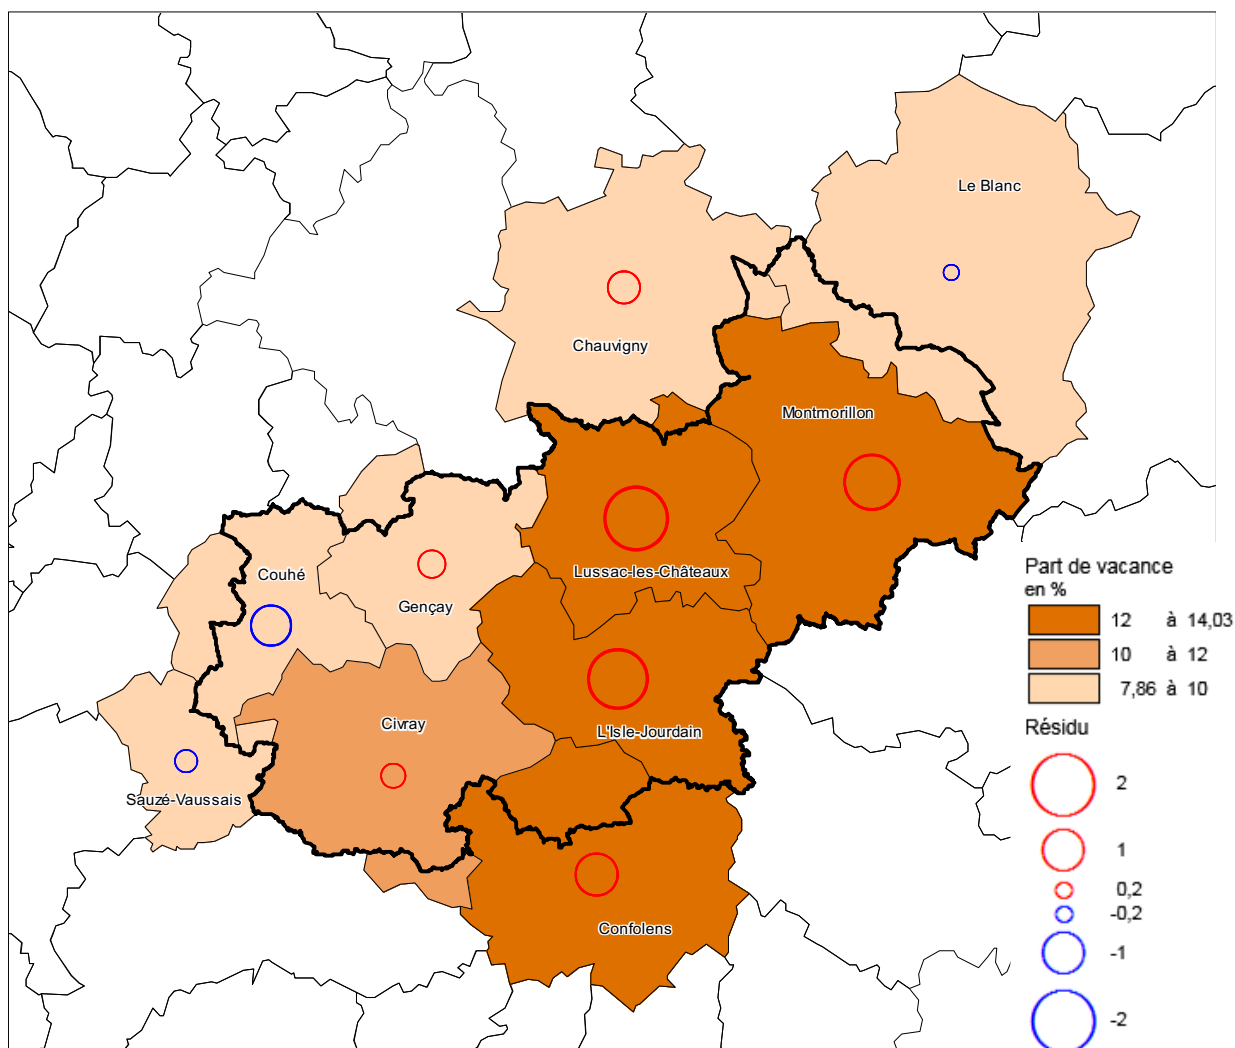 Le Blanc
Chauvigny
Montmorillon
Lussac-les-Châteaux
Couhé
Gençay
Civray
L'Isle-Jourdain
Sauzé-Vaussais
Confolens
Part de vacance
en %
12 à 14,03
10 à 12
7,86 à 10
Résidu
2
1
0,2
-0,2
-1
-2